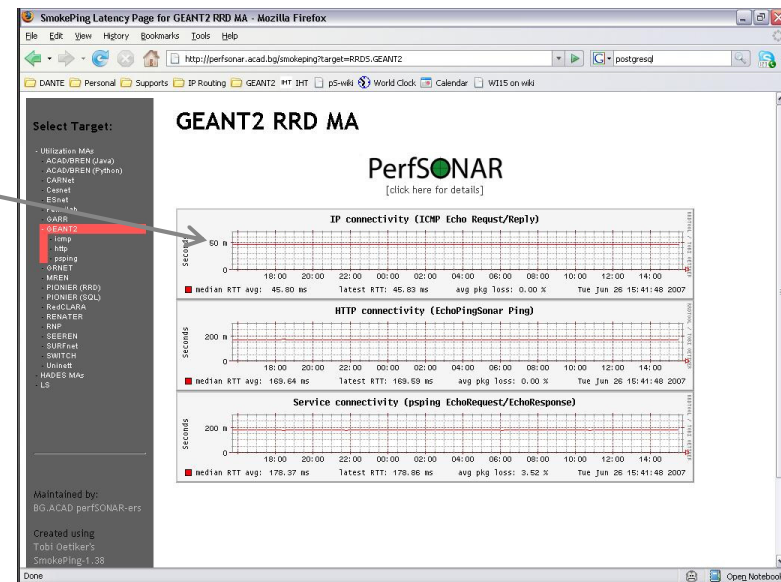 SmokePing Latency Page for GEANT2 RRD MA - Mozilla Firefox
File Edit View History Bookmarks Tools Help
http://perfsonar.acad.bg/smokeping?target=RRDS.GEANT2
postgresql
DANTE Personal Supports IP Routing GEANT2 IHT IHT pS-wiki World Clock Calendar WI15 on wiki
Select Target:
- Utilization MAs
- ACAD/BREN (Java)
- ACAD/BREN (Python)
- CARNet
- Cesnet
- ESnet
- GARR
- GEANT2
- icmp
- http
- psping
- GRNET
- MREN
- PIONIER (RRD)
- PIONIER (SQL)
- RedCLARA
- RENATER
- RNP
- SEEREN
- SURFnet
- SWITCH
- Uninett
- HADES MAs
- LS
Maintained by:
BG.ACAD perfSONAR-ers
Created using
Tobi Oetiker's
SmokePing-1.38
GEANT2 RRD MA
PerfSONAR
[click here for details]
IP connectivity (ICMP Echo Requst/Reply)
Seconds
50 m
0
18:00 20:00 22:00 00:00 02:00 04:00 06:00 08:00 10:00 12:00 14:00
median RTT avg: 45.80 ms latest RTT: 45.83 ms avg pkg loss: 0.00 % Tue Jun 26 15:41:48 2007
HTTP connectivity (EchoPingSonar Ping)
Seconds
200 m
0
18:00 20:00 22:00 00:00 02:00 04:00 06:00 08:00 10:00 12:00 14:00
median RTT avg: 169.64 ms latest RTT: 169.59 ms avg pkg loss: 0.00 % Tue Jun 26 15:41:48 2007
Service connectivity (psping EchoRequest/EchoResponse)
Seconds
200 m
0
18:00 20:00 22:00 00:00 02:00 04:00 06:00 08:00 10:00 12:00 14:00
median RTT avg: 178.37 ms latest RTT: 178.86 ms avg pkg loss: 3.52 % Tue Jun 26 15:41:48 2007
Done
Open Notebook